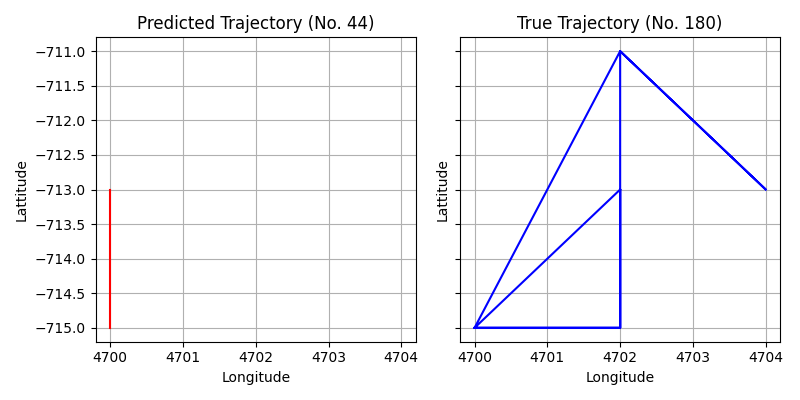 Predicted Trajectory (No. 44)
−711.0
−711.5
−712.0
−712.5
−713.0
−713.5
−714.0
−714.5
−715.0
Lattitude
4700 4701 4702 4703 4704
Longitude
True Trajectory (No. 180)
Lattitude
4700 4701 4702 4703 4704
Longitude